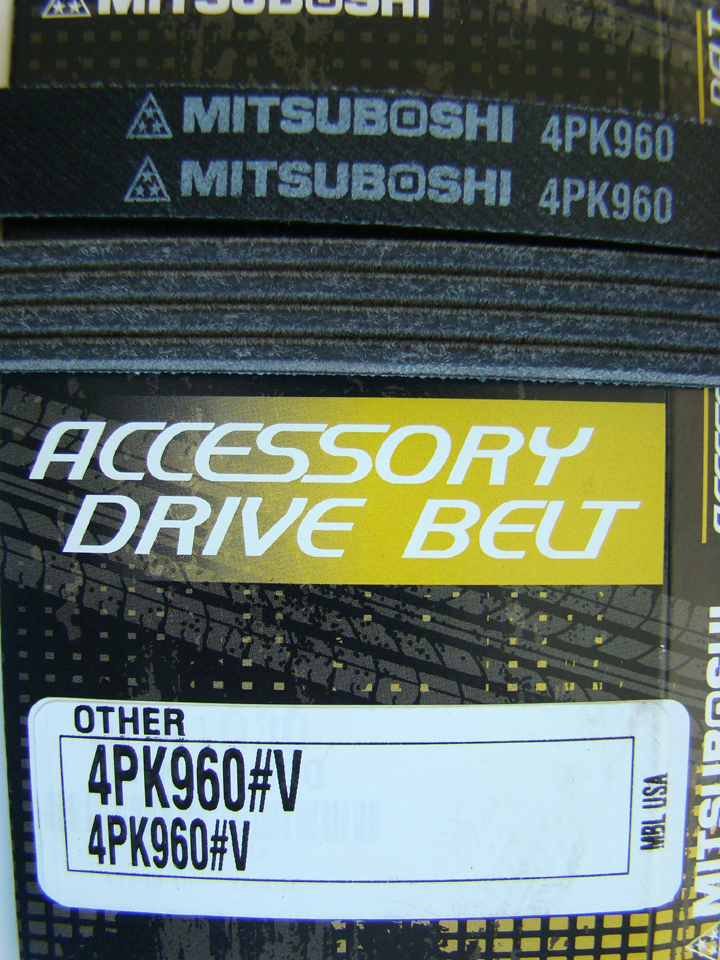 MITSUBOSHI
MITSUBOSHI 4PK960
MITSUBOSHI 4PK960
ACCESSORY
DRIVE BELT
OTHER
4PK960#V
4PK960#V
MBL USA
MITSUBOSHI